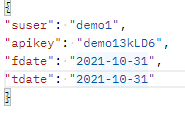 {
"suser": "demo1",
"apikey": "demo13kLD6",
"fdate": "2021-10-31",
"tdate": "2021-10-31"
}